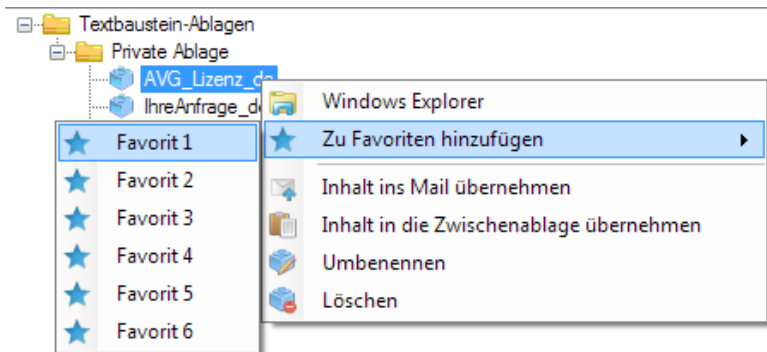 Textbaustein-Ablagen
Private Ablage
AVG_Lizenz_de
IhreAnfrage_de
Windows Explorer
Zu Favoriten hinzufügen
Inhalt ins Mail übernehmen
Inhalt in die Zwischenablage übernehmen
Umbenennen
Löschen
Favorit 1
Favorit 2
Favorit 3
Favorit 4
Favorit 5
Favorit 6